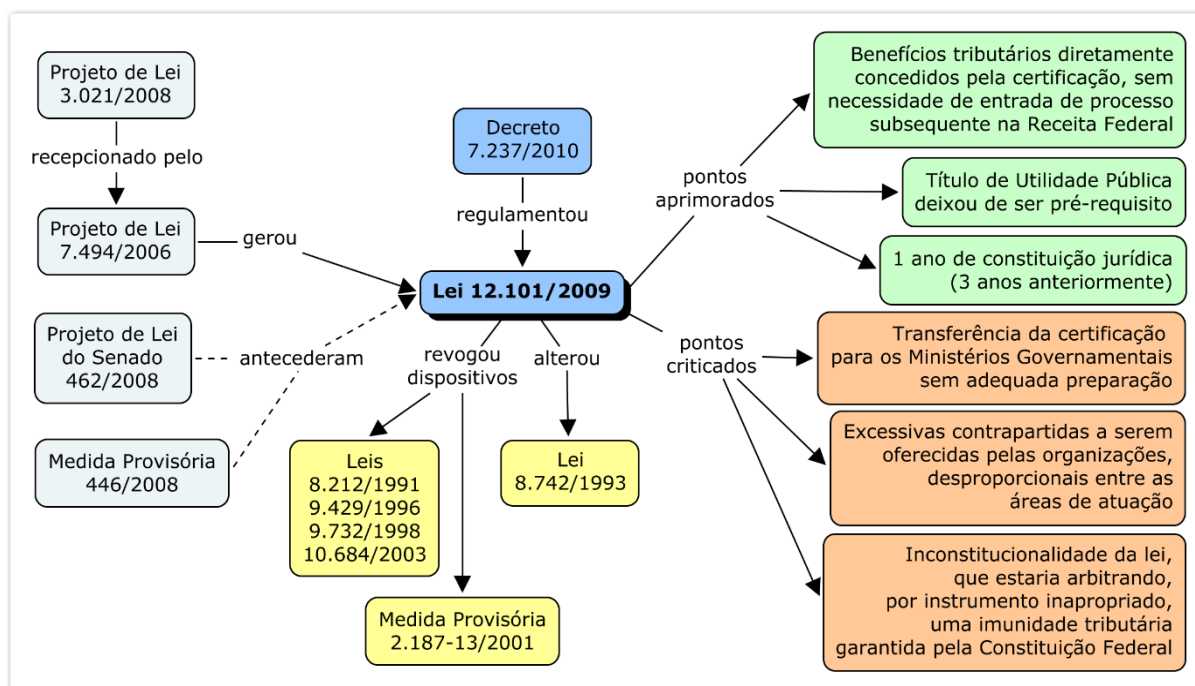 Projeto de Lei
3.021/2008
recepcionado pelo
Projeto de Lei
7.494/2006
gerou
Projeto de Lei
do Senado
462/2008
antecederam
Medida Provisória
446/2008
Decreto
7.237/2010
regulamentou
Lei 12.101/2009
revogou
dispositivos
alterou
Leis
8.212/1991
9.429/1996
9.732/1998
10.684/2003
Lei
8.742/1993
Medida Provisória
2.187-13/2001
pontos
aprimorados
Benefícios tributários diretamente
concedidos pela certificação, sem
necessidade de entrada de processo
subsequente na Receita Federal
Título de Utilidade Pública
deixou de ser pré-requisito
1 ano de constituição jurídica
(3 anos anteriormente)
pontos
criticados
Transferência da certificação
para os Ministérios Governamentais
sem adequada preparação
Excessivas contrapartidas a serem
oferecidas pelas organizações,
desproporcionais entre as
áreas de atuação
Inconstitucionalidade da lei,
que estaria arbitrando,
por instrumento inapropriado,
uma imunidade tributária
garantida pela Constituição Federal